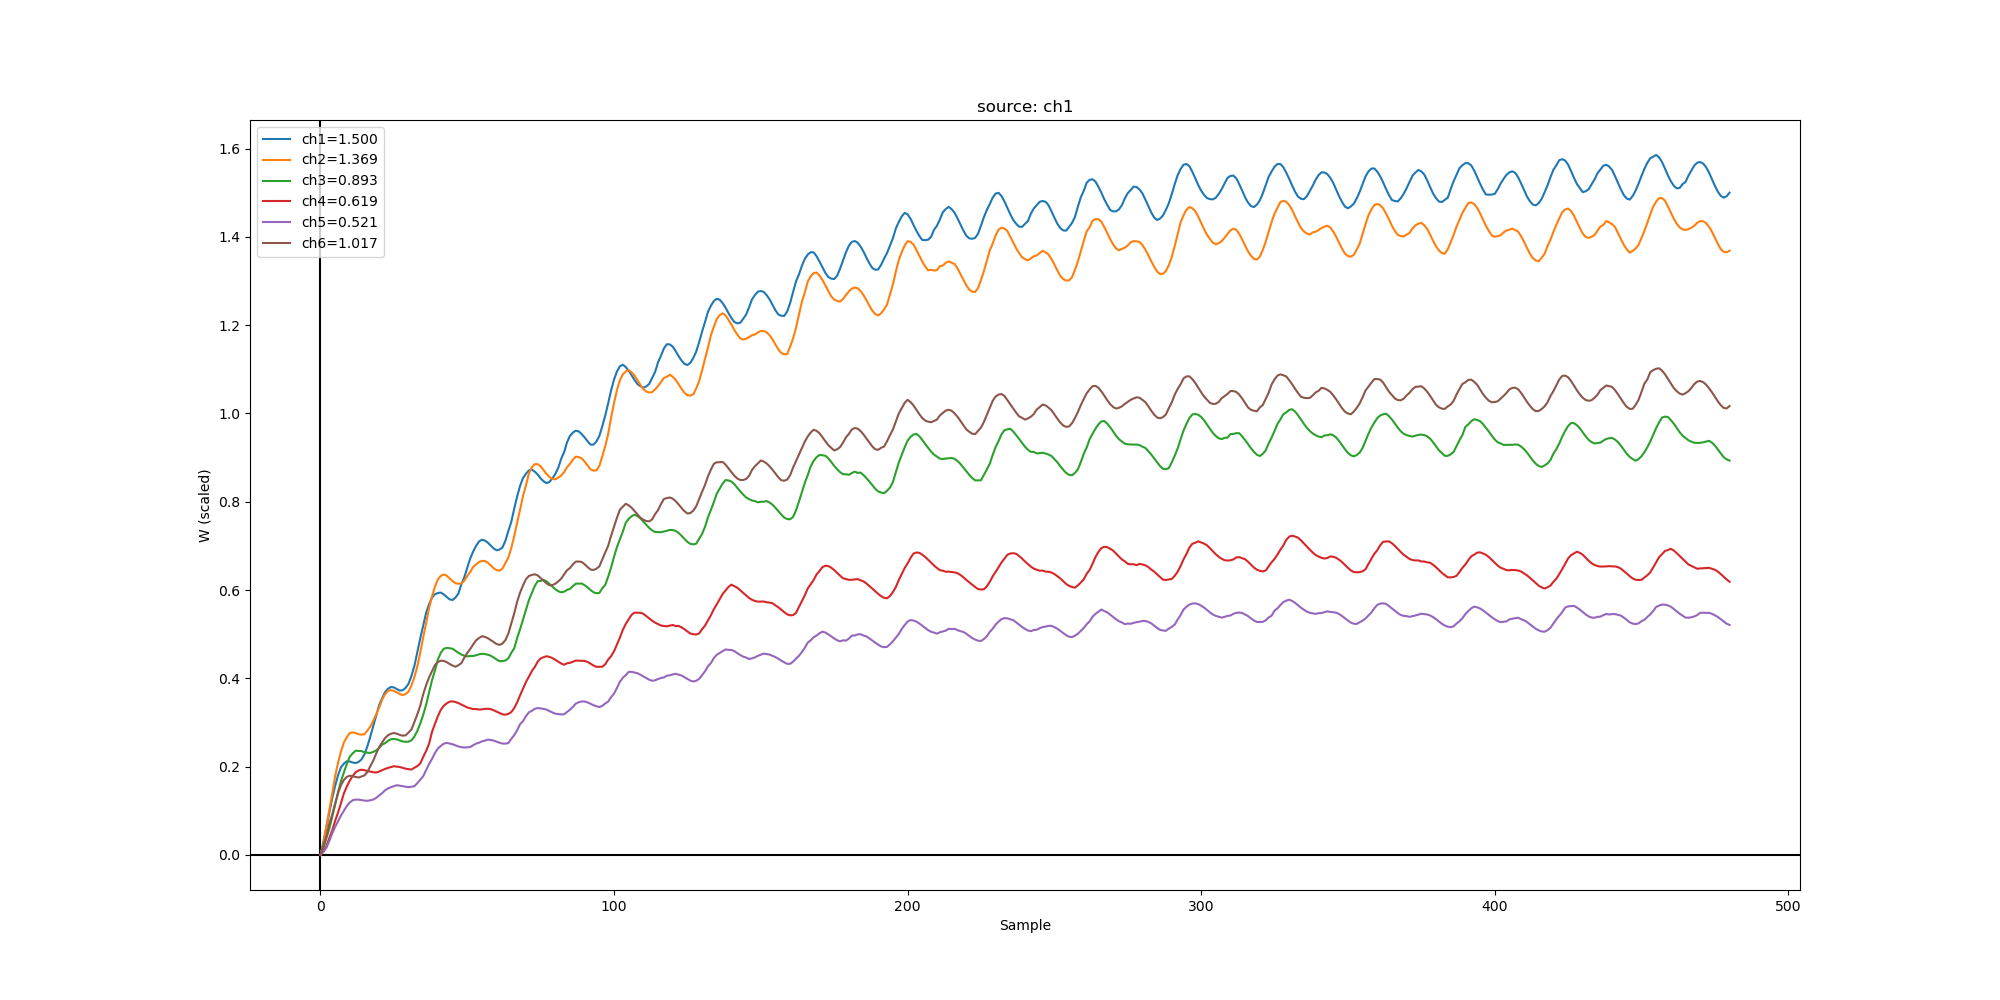 source: ch1
ch1=1.500
ch2=1.369
ch3=0.893
ch4=0.619
ch5=0.521
ch6=1.017
W (scaled)
1.6
1.4
1.2
1.0
0.8
0.6
0.4
0.2
0.0
0 100 200 300 400 500
Sample